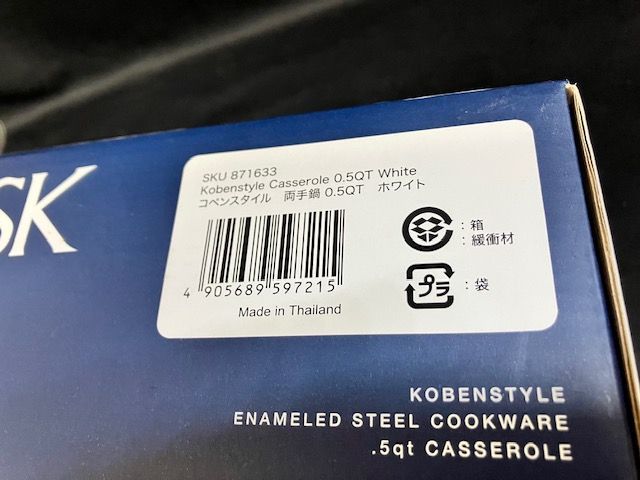 SK
SKU 871633
Kobenstyle Casserole 0.5QT White
コベンスタイル 両手鍋 0.5QT ホワイト
:箱
:緩衝材
プラ :袋
4 905689 597215
Made in Thailand
KOBENSTYLE
ENAMELED STEEL COOKWARE
.5qt CASSEROLE